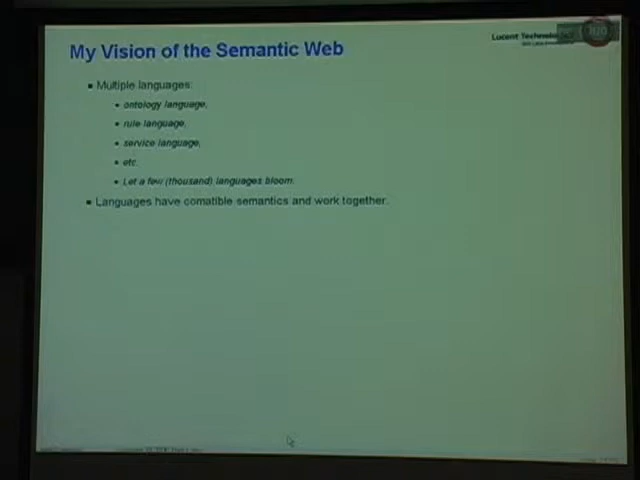 My Vision of the Semantic Web
Lucent Technologies
Multiple languages:
ontology language,
rule language,
service language,
etc.
Let a few (thousand) languages bloom.
Languages have comatible semantics and work together.